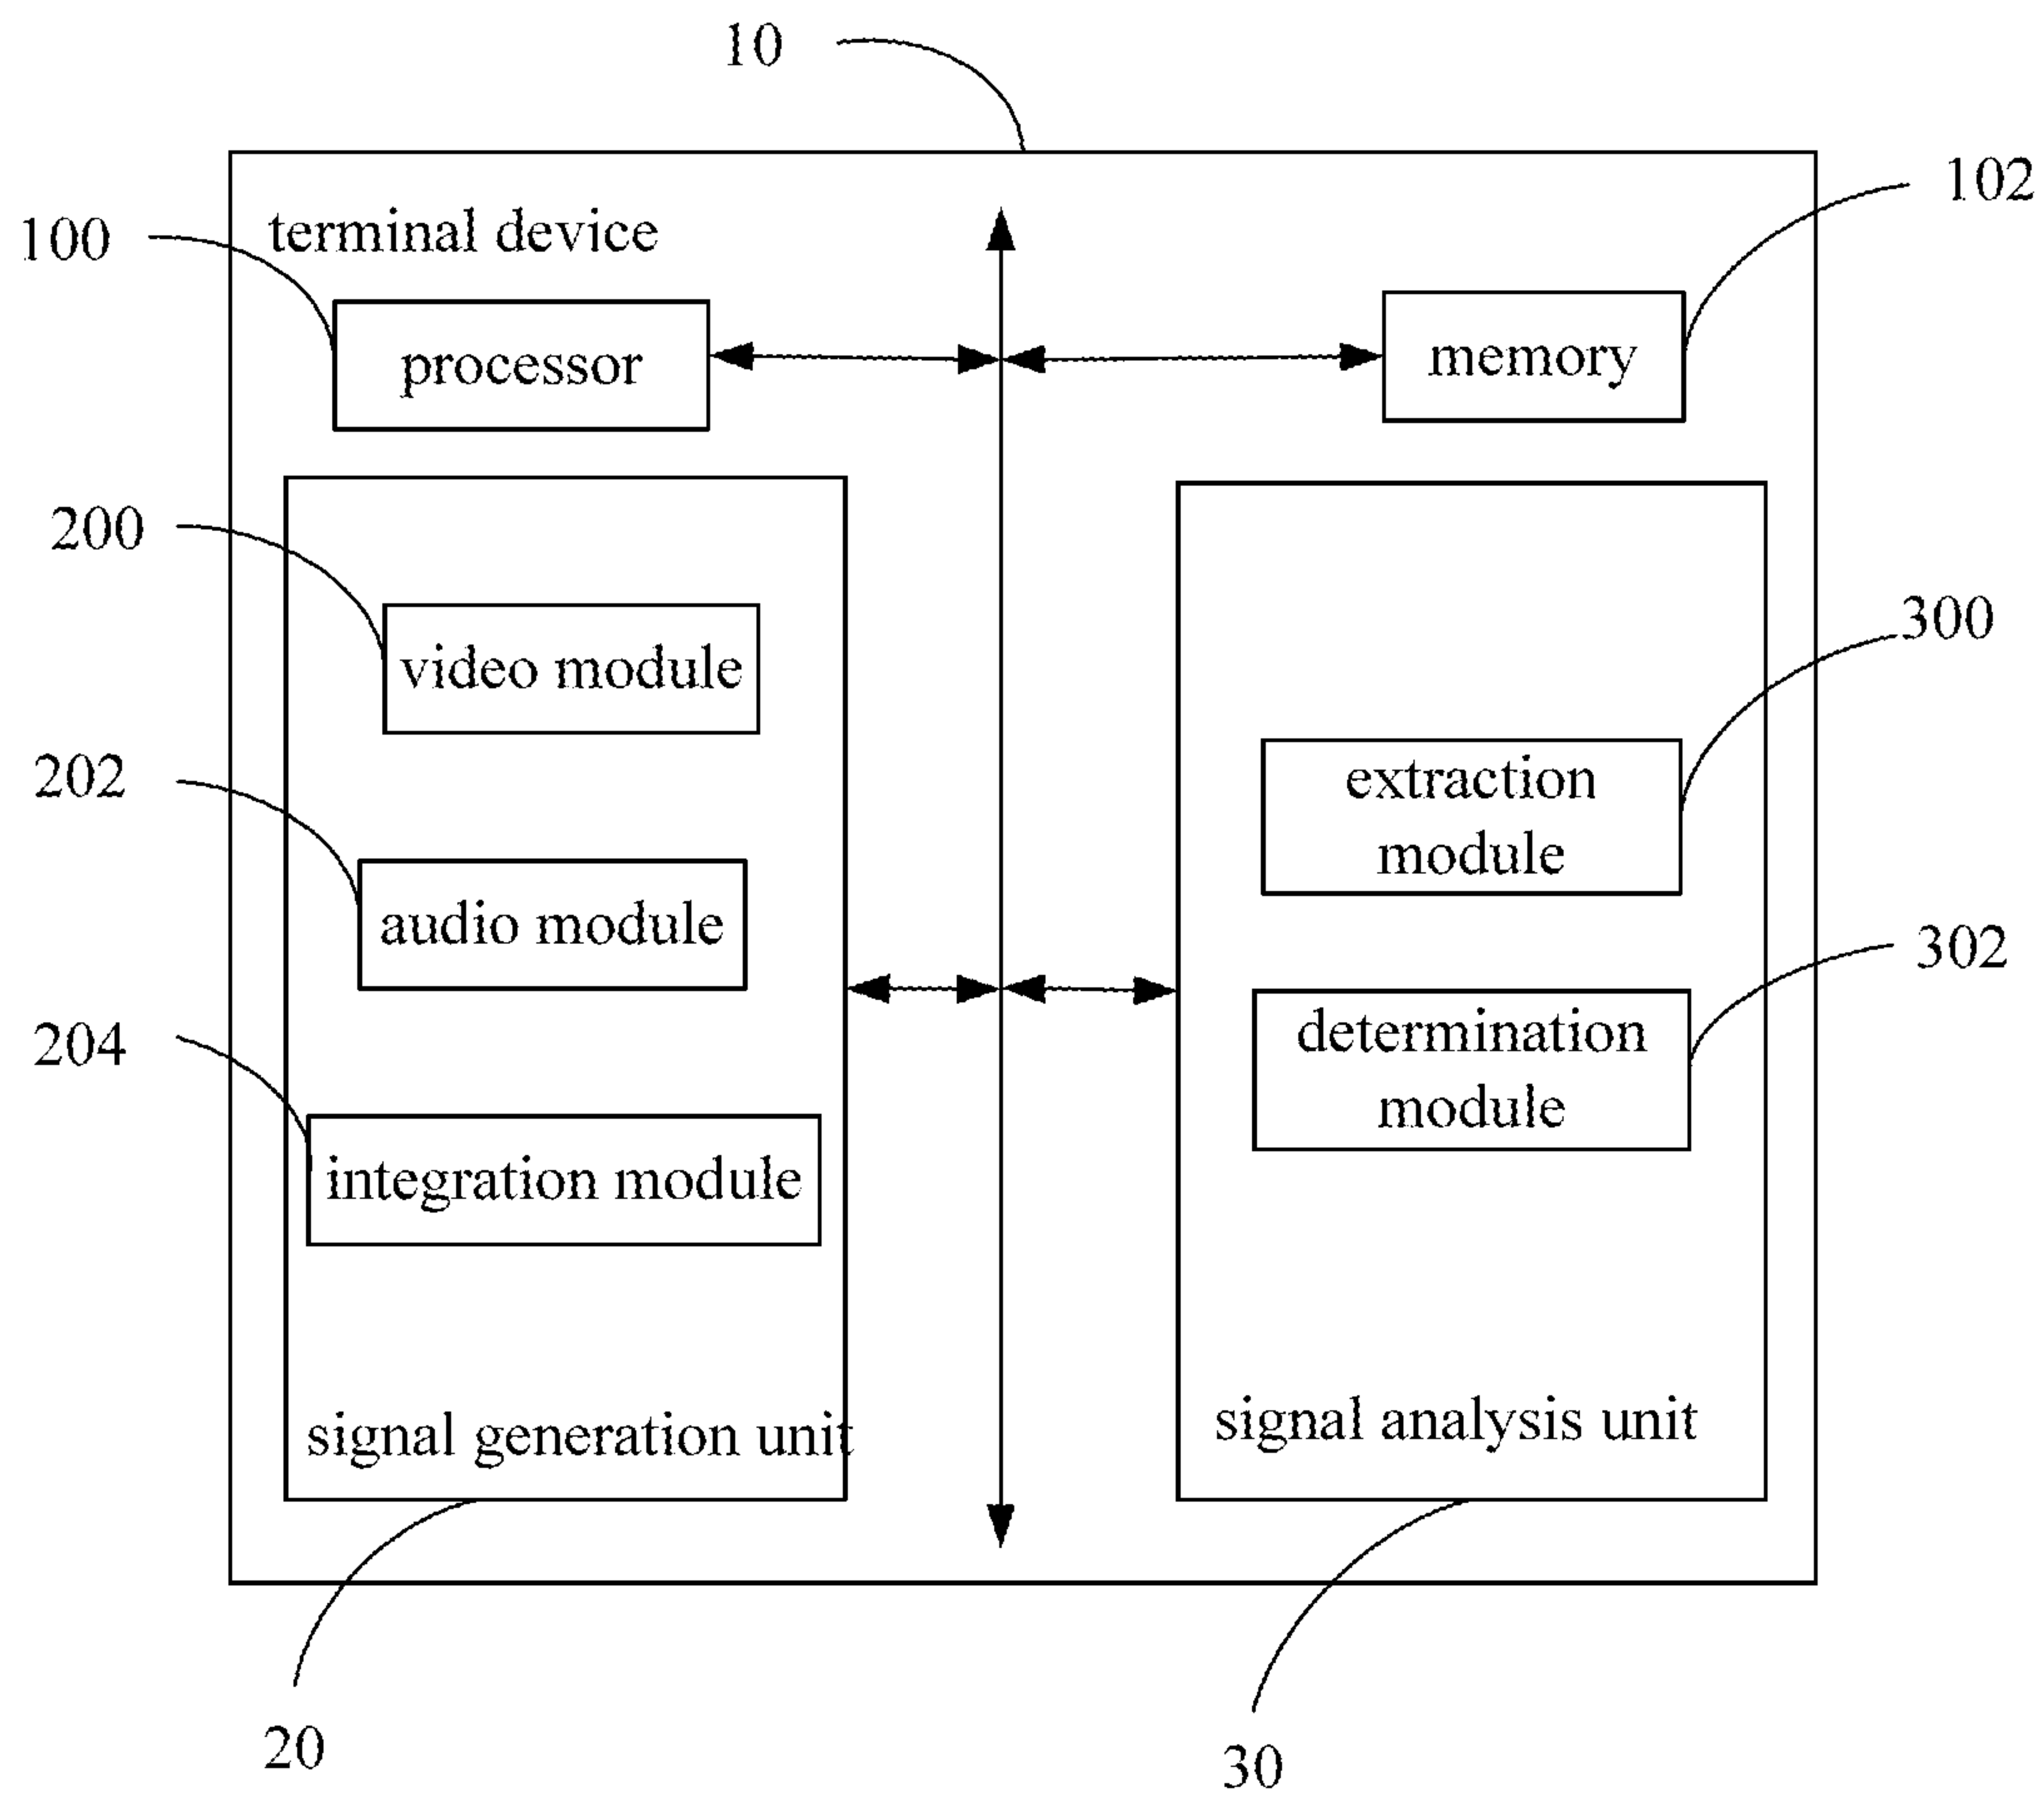 10
102
terminal device
100
processor
memory
200
video module
300
extraction
module
202
audio module
302
determination
module
204
integration module
signal generation unit
signal analysis unit
20
30